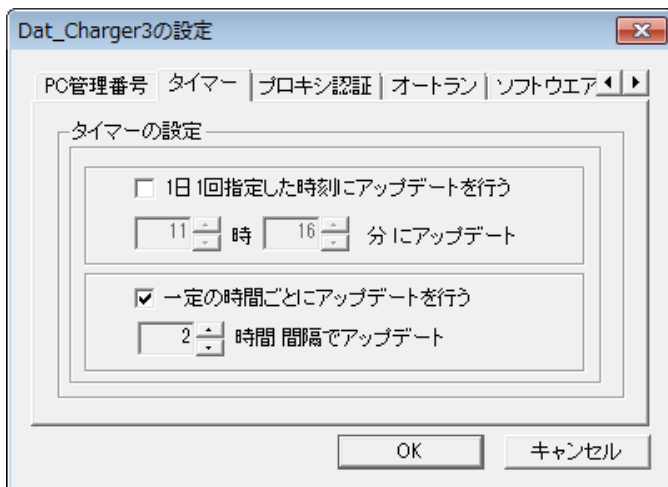 Dat_Charger3の設定
PC管理番号 タイマー プロキシ認証 オートラン ソフトウエア
タイマーの設定
1日1回指定した時刻にアップデートを行う
11 時 16 分にアップデート
一定の時間ごとにアップデートを行う
2 時間 間隔でアップデート
OK キャンセル